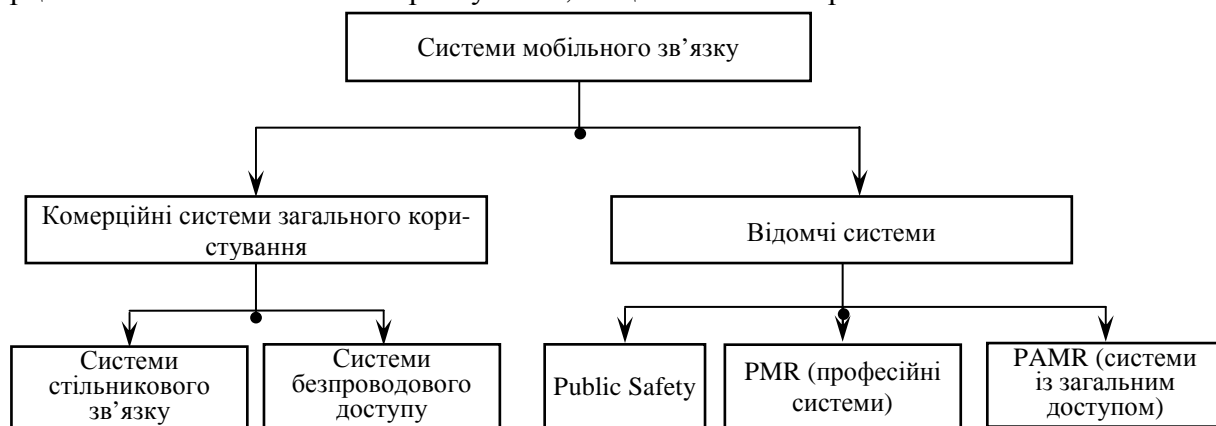 Системи мобільного зв’язку
Комерційні системи загального кори-
стування
Відомчі системи
Системи
стільникового
зв’язку
Системи
безпроводового
доступу
Public Safety
PMR (професійні
системи)
PAMR (системи
із загальним
доступом)